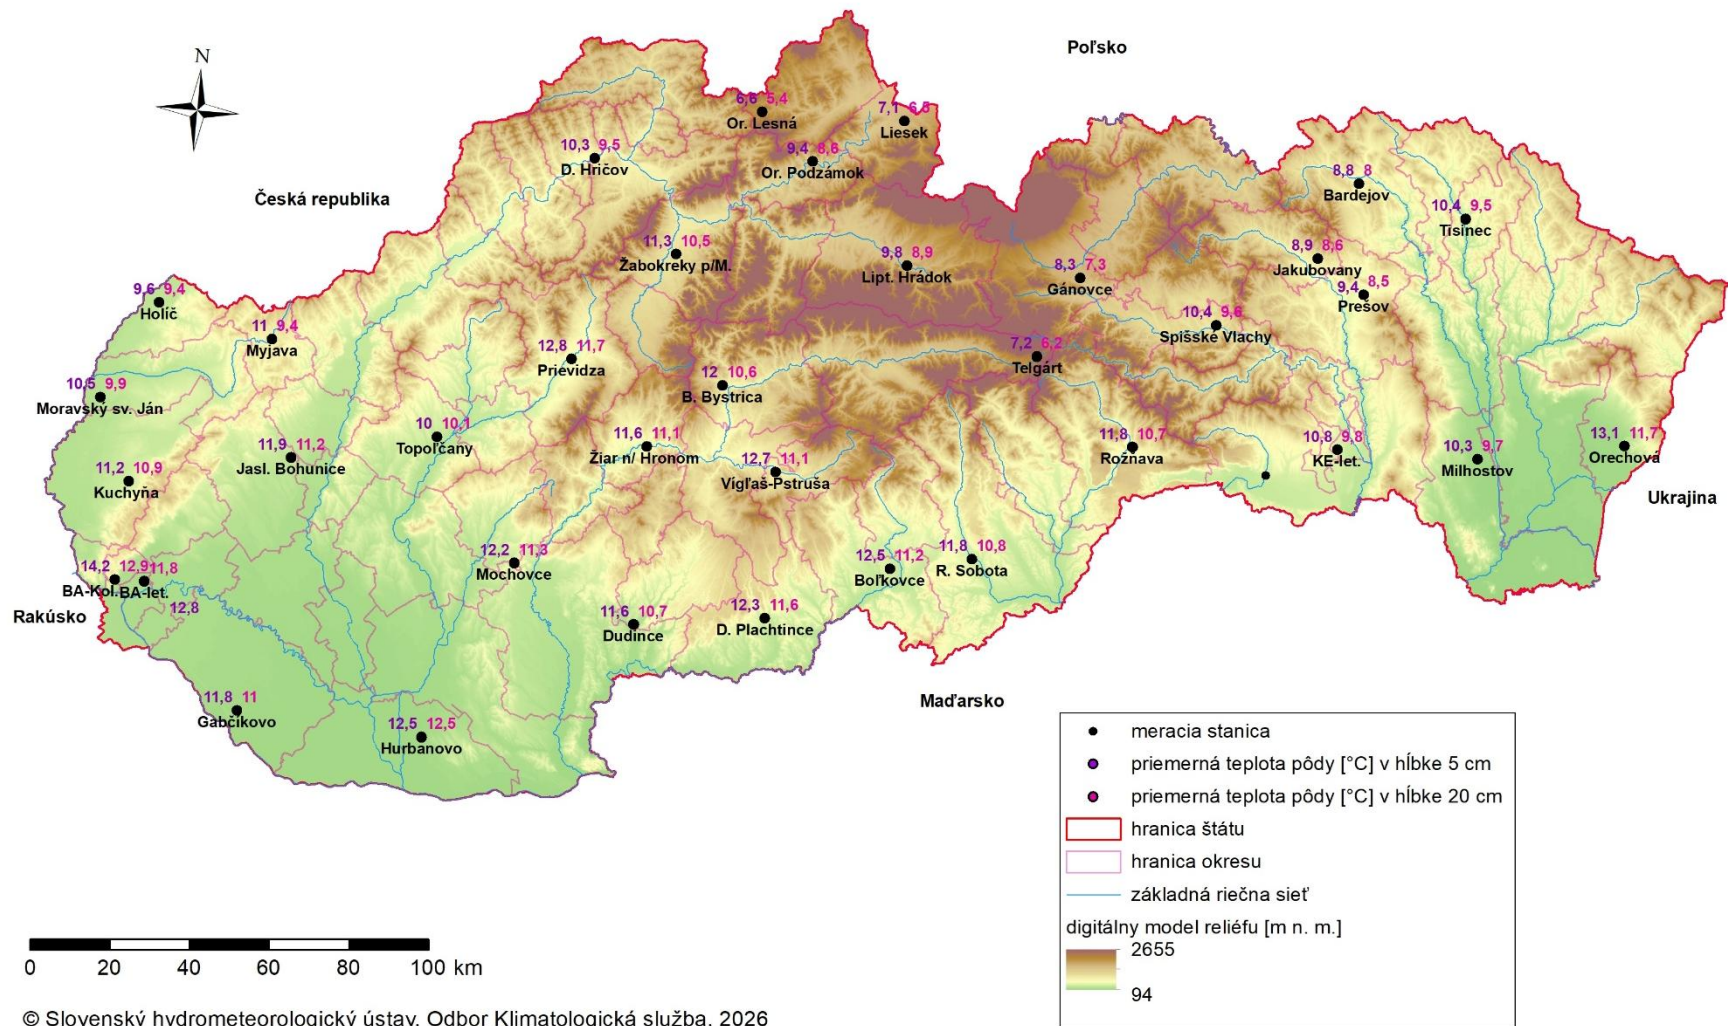 N
Poľsko
Česká republika
Rakúsko
Maďarsko
Ukrajina
6,6 5,4
Or. Lesná
7,1 6,5
Liesek
10,3 9,5
D. Hričov
9,4 8,6
Or. Podzámok
8,8 8
Bardejov
10,4 9,5
Tisinec
11,3 10,5
Žabokreky p/M.
9,8 8,9
Lipt. Hrádok
8,3 7,3
Gánovce
8,9 8,6
Jakubovany
9,4 8,5
Prešov
9,6 9,4
Holíč
11 9,4
Myjava
10,4 9,6
Spišské Vlachy
12,8 11,7
Prievidza
7,2 6,2
Telgárt
12 10,6
B. Bystrica
10,5 9,9
Moravský sv. Ján
10 10,1
Topoľčany
11,9 11,2
Jasl. Bohunice
11,6 11,1
Žiar n/ Hronom
12,7 11,1
Vígľaš-Pstruša
11,8 10,7
Rožňava
10,8 9,8
KE-let.
10,3 9,7
Milhostov
13,1 11,7
Orechová
11,2 10,9
Kuchyňa
12,2 11,3
Mochovce
12,5 11,2
Boľkovce
11,8 10,8
R. Sobota
14,2 12,9
BA-Kol.
11,8
BA-let.
12,8
11,6 10,7
Dudince
12,3 11,6
D. Plachtince
11,8 11
Gabčíkovo
12,5 12,5
Hurbanovo
meracia stanica
priemerná teplota pôdy [°C] v hĺbke 5 cm
priemerná teplota pôdy [°C] v hĺbke 20 cm
hranica štátu
hranica okresu
základná riečna sieť
digitálny model reliéfu [m n. m.]
2655
94
0 20 40 60 80 100 km
© Slovenský hydrometeorologický ústav, Odbor Klimatologická služba, 2026